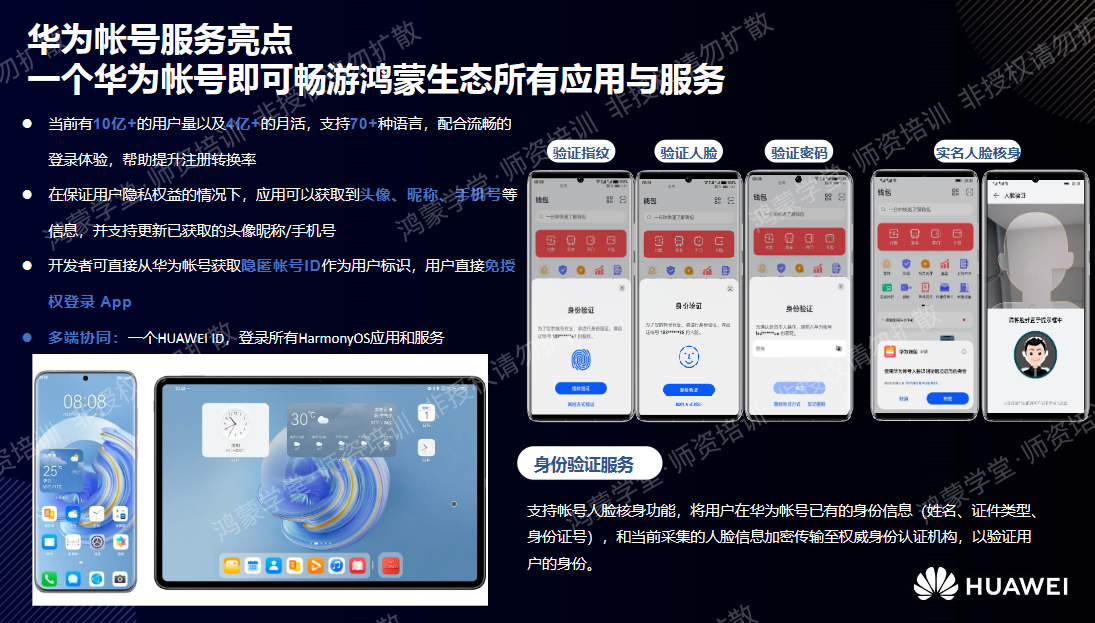 华为帐号服务亮点
一个华为帐号即可畅游鸿蒙生态所有应用与服务
当前有10亿+的用户量以及4亿+的月活，支持70+种语言，配合流畅的
登录体验，帮助提升注册转换率
在保证用户隐私权益的情况下，应用可以获取到头像、昵称、手机号等
信息，并支持更新已获取的头像昵称/手机号
开发者可直接从华为帐号获取隐匿帐号ID作为用户标识，用户直接免授
权登录 App
多端协同：一个HUAWEI ID，登录所有HarmonyOS应用和服务
08:08
25°
30°
验证指纹
验证人脸
验证密码
实名人脸核身
钱包
身份验证
指纹验证
钱包
身份验证
钱包
身份验证
钱包
华为钱包
人脸验证
身份验证服务
支持帐号人脸核身功能，将用户在华为帐号已有的身份信息（姓名、证件类型、
身份证号），和当前采集的人脸信息加密传输至权威身份认证机构，以验证用
户的身份。
HUAWEI
鸿蒙学堂·师资培训 非授权请勿扩散